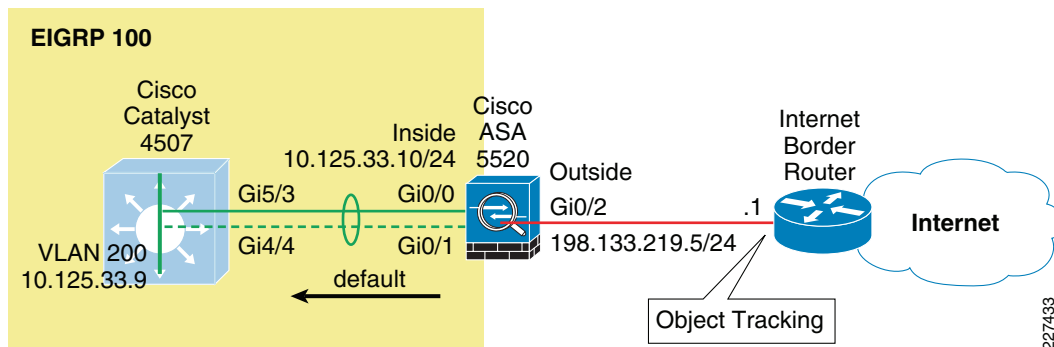 EIGRP 100
Cisco
Catalyst
4507
Inside
10.125.33.10/24
Cisco
ASA
5520
Internet
Border
Router
Outside
Gi5/3
Gi0/0
Gi0/2
.1
Internet
VLAN 200
10.125.33.9
Gi4/4
Gi0/1
198.133.219.5/24
default
Object Tracking
227433